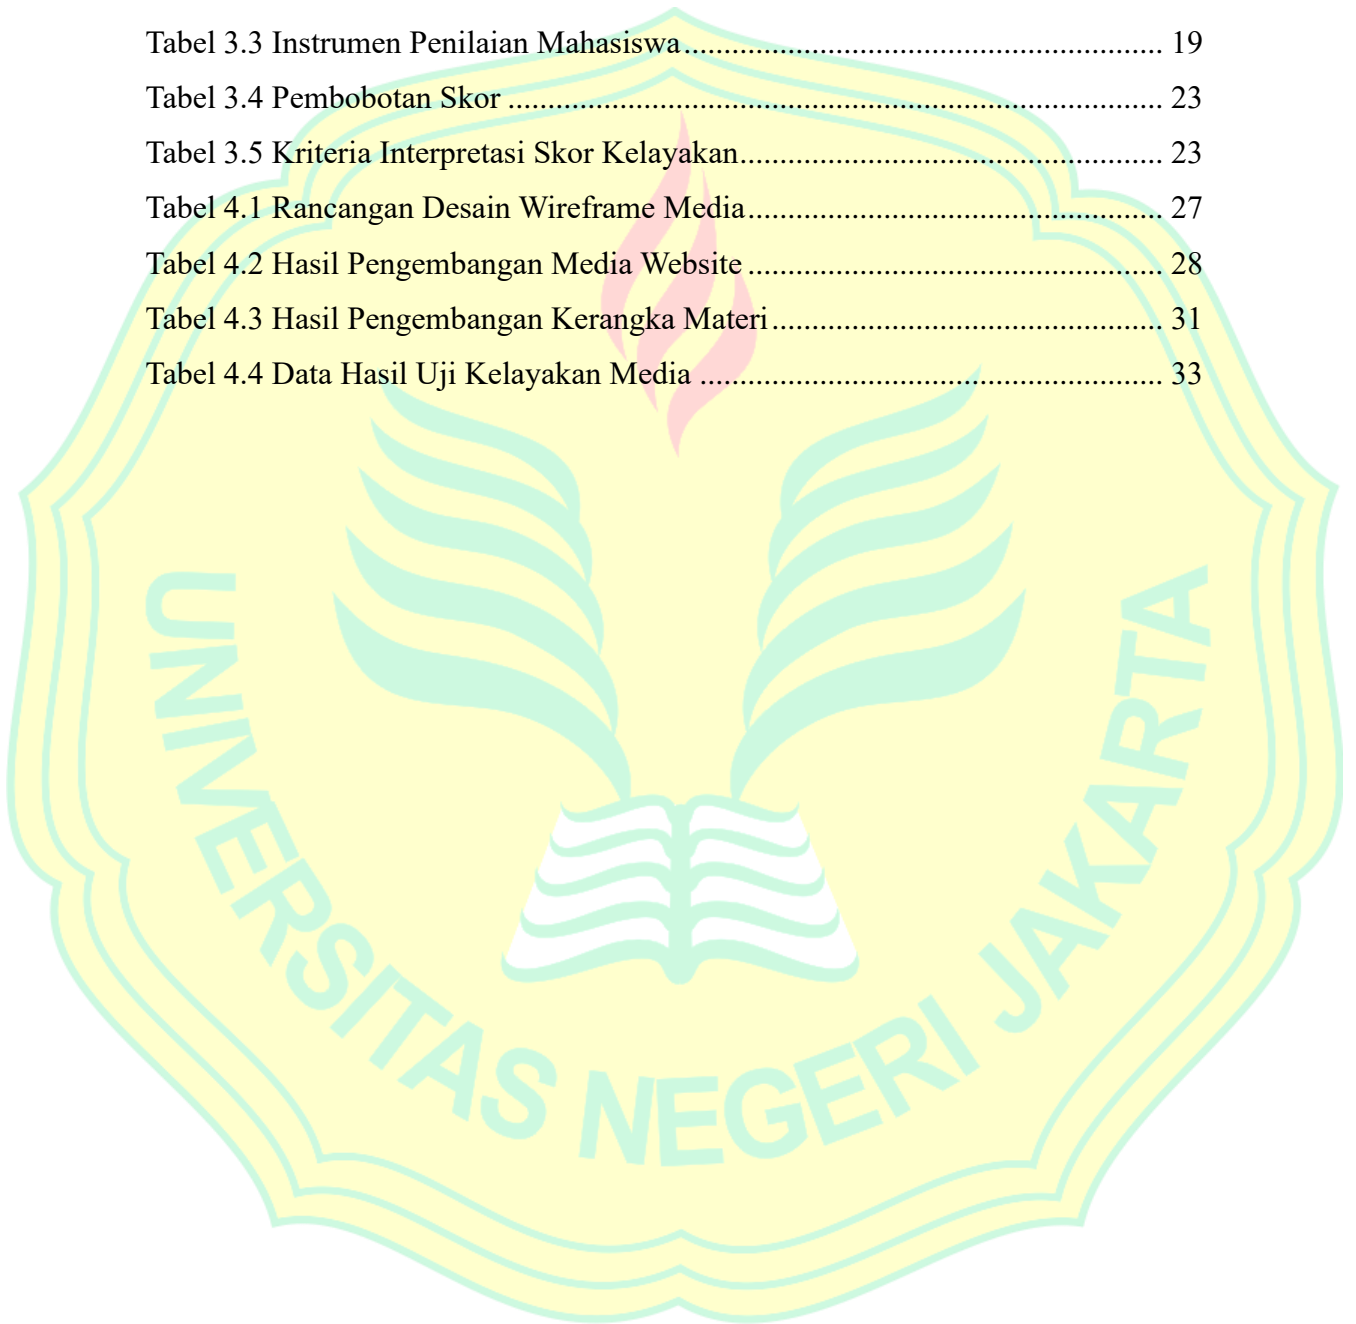 Tabel 3.3 Instrumen Penilaian Mahasiswa............................................................ 19
Tabel 3.4 Pembobotan Skor .................................................................................. 23
Tabel 3.5 Kriteria Interpretasi Skor Kelayakan..................................................... 23
Tabel 4.1 Rancangan Desain Wireframe Media.................................................... 27
Tabel 4.2 Hasil Pengembangan Media Website .................................................... 28
Tabel 4.3 Hasil Pengembangan Kerangka Materi................................................. 31
Tabel 4.4 Data Hasil Uji Kelayakan Media .......................................................... 33
UNIVERSITAS NEGERI JAKARTA